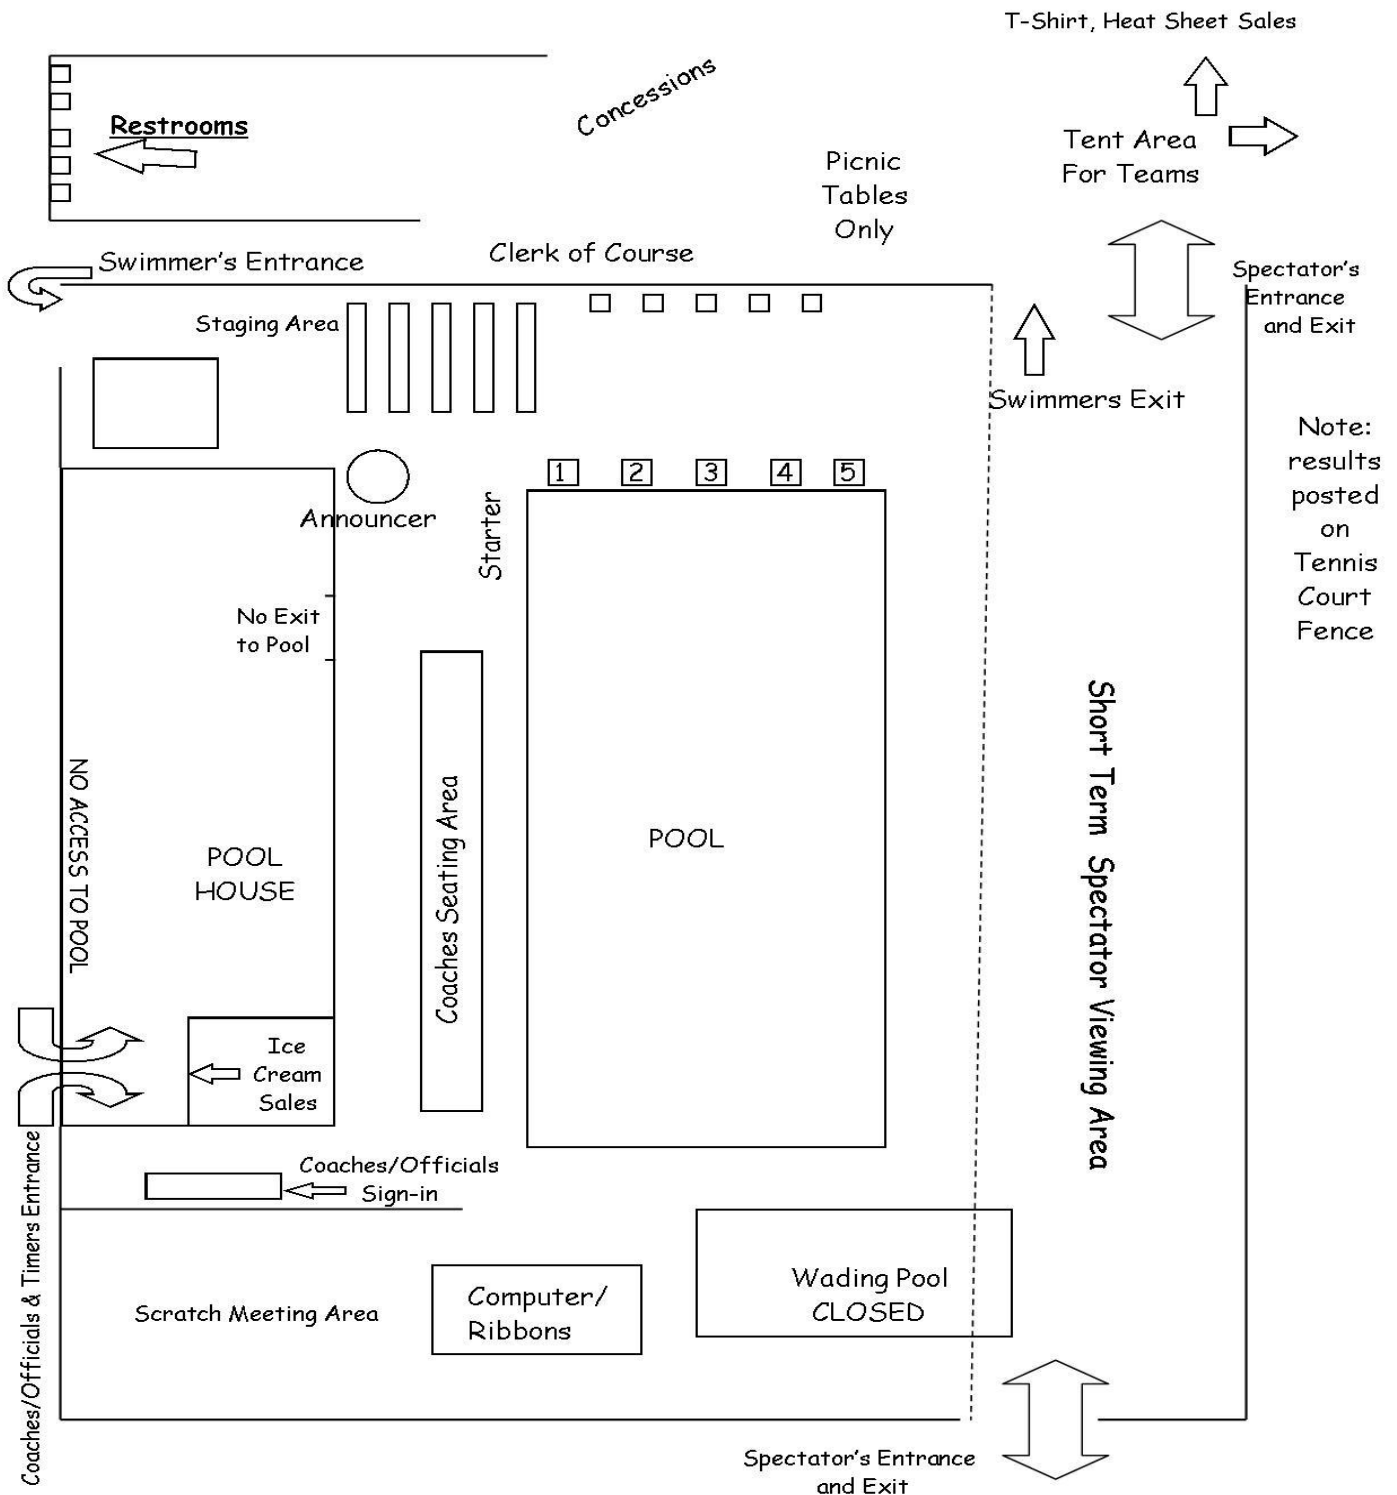 T-Shirt, Heat Sheet Sales
Concessions
Restrooms
Tent Area
For Teams
Picnic
Tables
Only
Clerk of Course
Swimmer's Entrance
Spectator's
Entrance
and Exit
Staging Area
Swimmers Exit
Note:
results
posted
on
Tennis
Court
Fence
1 2 3 4 5
Announcer
Starter
No Exit
to Pool
Short Term Spectator Viewing Area
NO ACCESS TO POOL
Coaches Seating Area
POOL
POOL
HOUSE
Ice
Cream
Sales
Coaches/Officials
Sign-in
Coaches/Officials & Timers Entrance
Wading Pool
CLOSED
Computer/
Ribbons
Scratch Meeting Area
Spectator's Entrance
and Exit